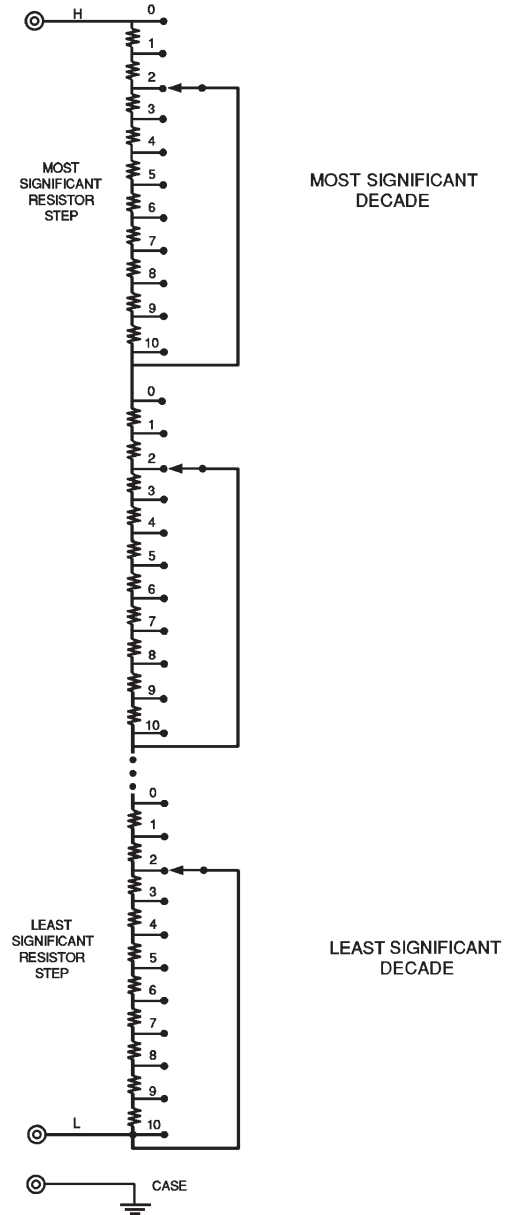 H
0
1
2
3
4
5
6
7
8
9
10
MOST
SIGNIFICANT
RESISTOR
STEP
MOST SIGNIFICANT
DECADE
0
1
2
3
4
5
6
7
8
9
10
0
1
2
3
4
5
6
7
8
9
10
LEAST
SIGNIFICANT
RESISTOR
STEP
LEAST SIGNIFICANT
DECADE
L
CASE